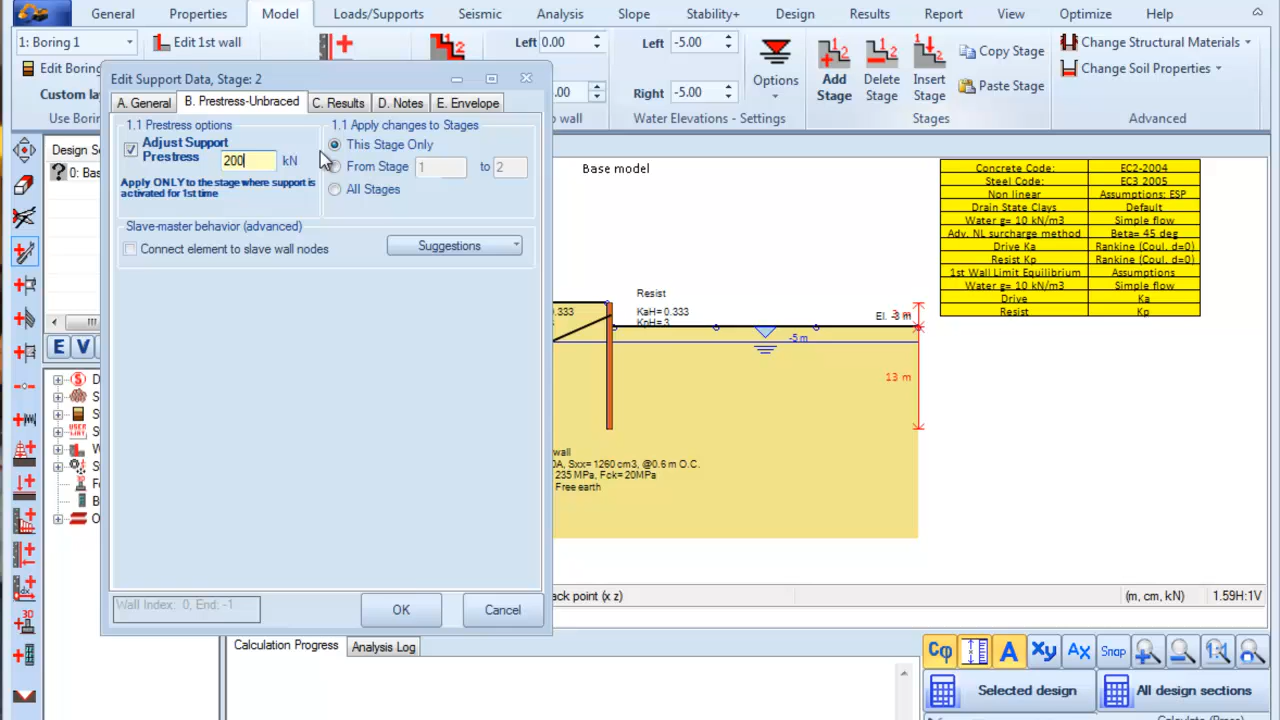 General
Properties
Model
Loads/Supports
Seismic
Analysis
Slope
Stability+
Design
Results
Report
View
Optimize
Help
1: Boring 1
Edit 1st wall
Left 0.00
Left -5.00
Right -5.00
Water Elevations - Settings
Options
Add Stage
Delete Stage
Insert Stage
Copy Stage
Paste Stage
Stages
Change Structural Materials
Change Soil Properties
Advanced
Edit Boring
Custom la
Use Borin
Edit Support Data, Stage: 2
A. General
B. Prestress-Unbraced
C. Results
D. Notes
E. Envelope
1.1 Prestress options
Adjust Support
Prestress
200
kN
Apply ONLY to the stage where support is
activated for 1st time
1.1 Apply changes to Stages
This Stage Only
From Stage 1 to 2
All Stages
Slave-master behavior (advanced)
Connect element to slave wall nodes
Suggestions
Wall Index: 0, End: -1
OK
Cancel
Design Se
0: Bas
E V
Base model
Concrete Code: EC2-2004
Steel Code: EC3 2005
Non linear Assumptions: ESP
Drain State Clays Default
Water g= 10 kN/m3 Simple flow
Adv. NL surcharge method Beta= 45 deg
Drive Ka Rankine (Coul, d=0)
Resist Kp Rankine (Coul, d=0)
1st Wall Limit Equilibrium Assumptions
Water g= 10 kN/m3 Simple flow
Drive Ka
Resist Kp
Resist
KaH= 0.333
KpH= 3
.333
El. -3 m
-5 m
13 m
wall
0A, Sxx= 1260 cm3, @0.6 m O.C.
235 MPa, Fck= 20MPa
Free earth
ack point (x z)
(m, cm, kN)
1.59H:1V
Calculation Progress
Analysis Log
Cφ
A
Xy
Ax
Snap
1:1
Selected design
All design sections